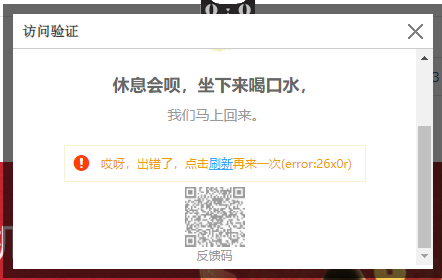 访问验证
3
休息会呗，坐下来喝口水，
我们马上回来。
哎呀，出错了，点击刷新再来一次(error:26x0r)
反馈码